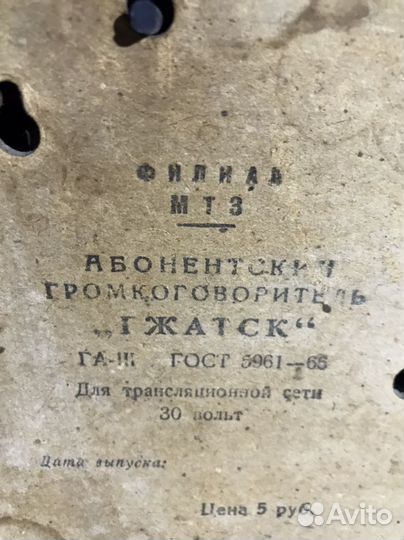 ФИЛИАЛ
МТЗ
АБОНЕНТСКИЙ
ГРОМКОГОВОРИТЕЛЬ
„ГЖАТСК“
ГА-III ГОСТ 5961—66
Для трансляционной сети
30 вольт
Дата выпуска:
Цена 5 руб.
Avito